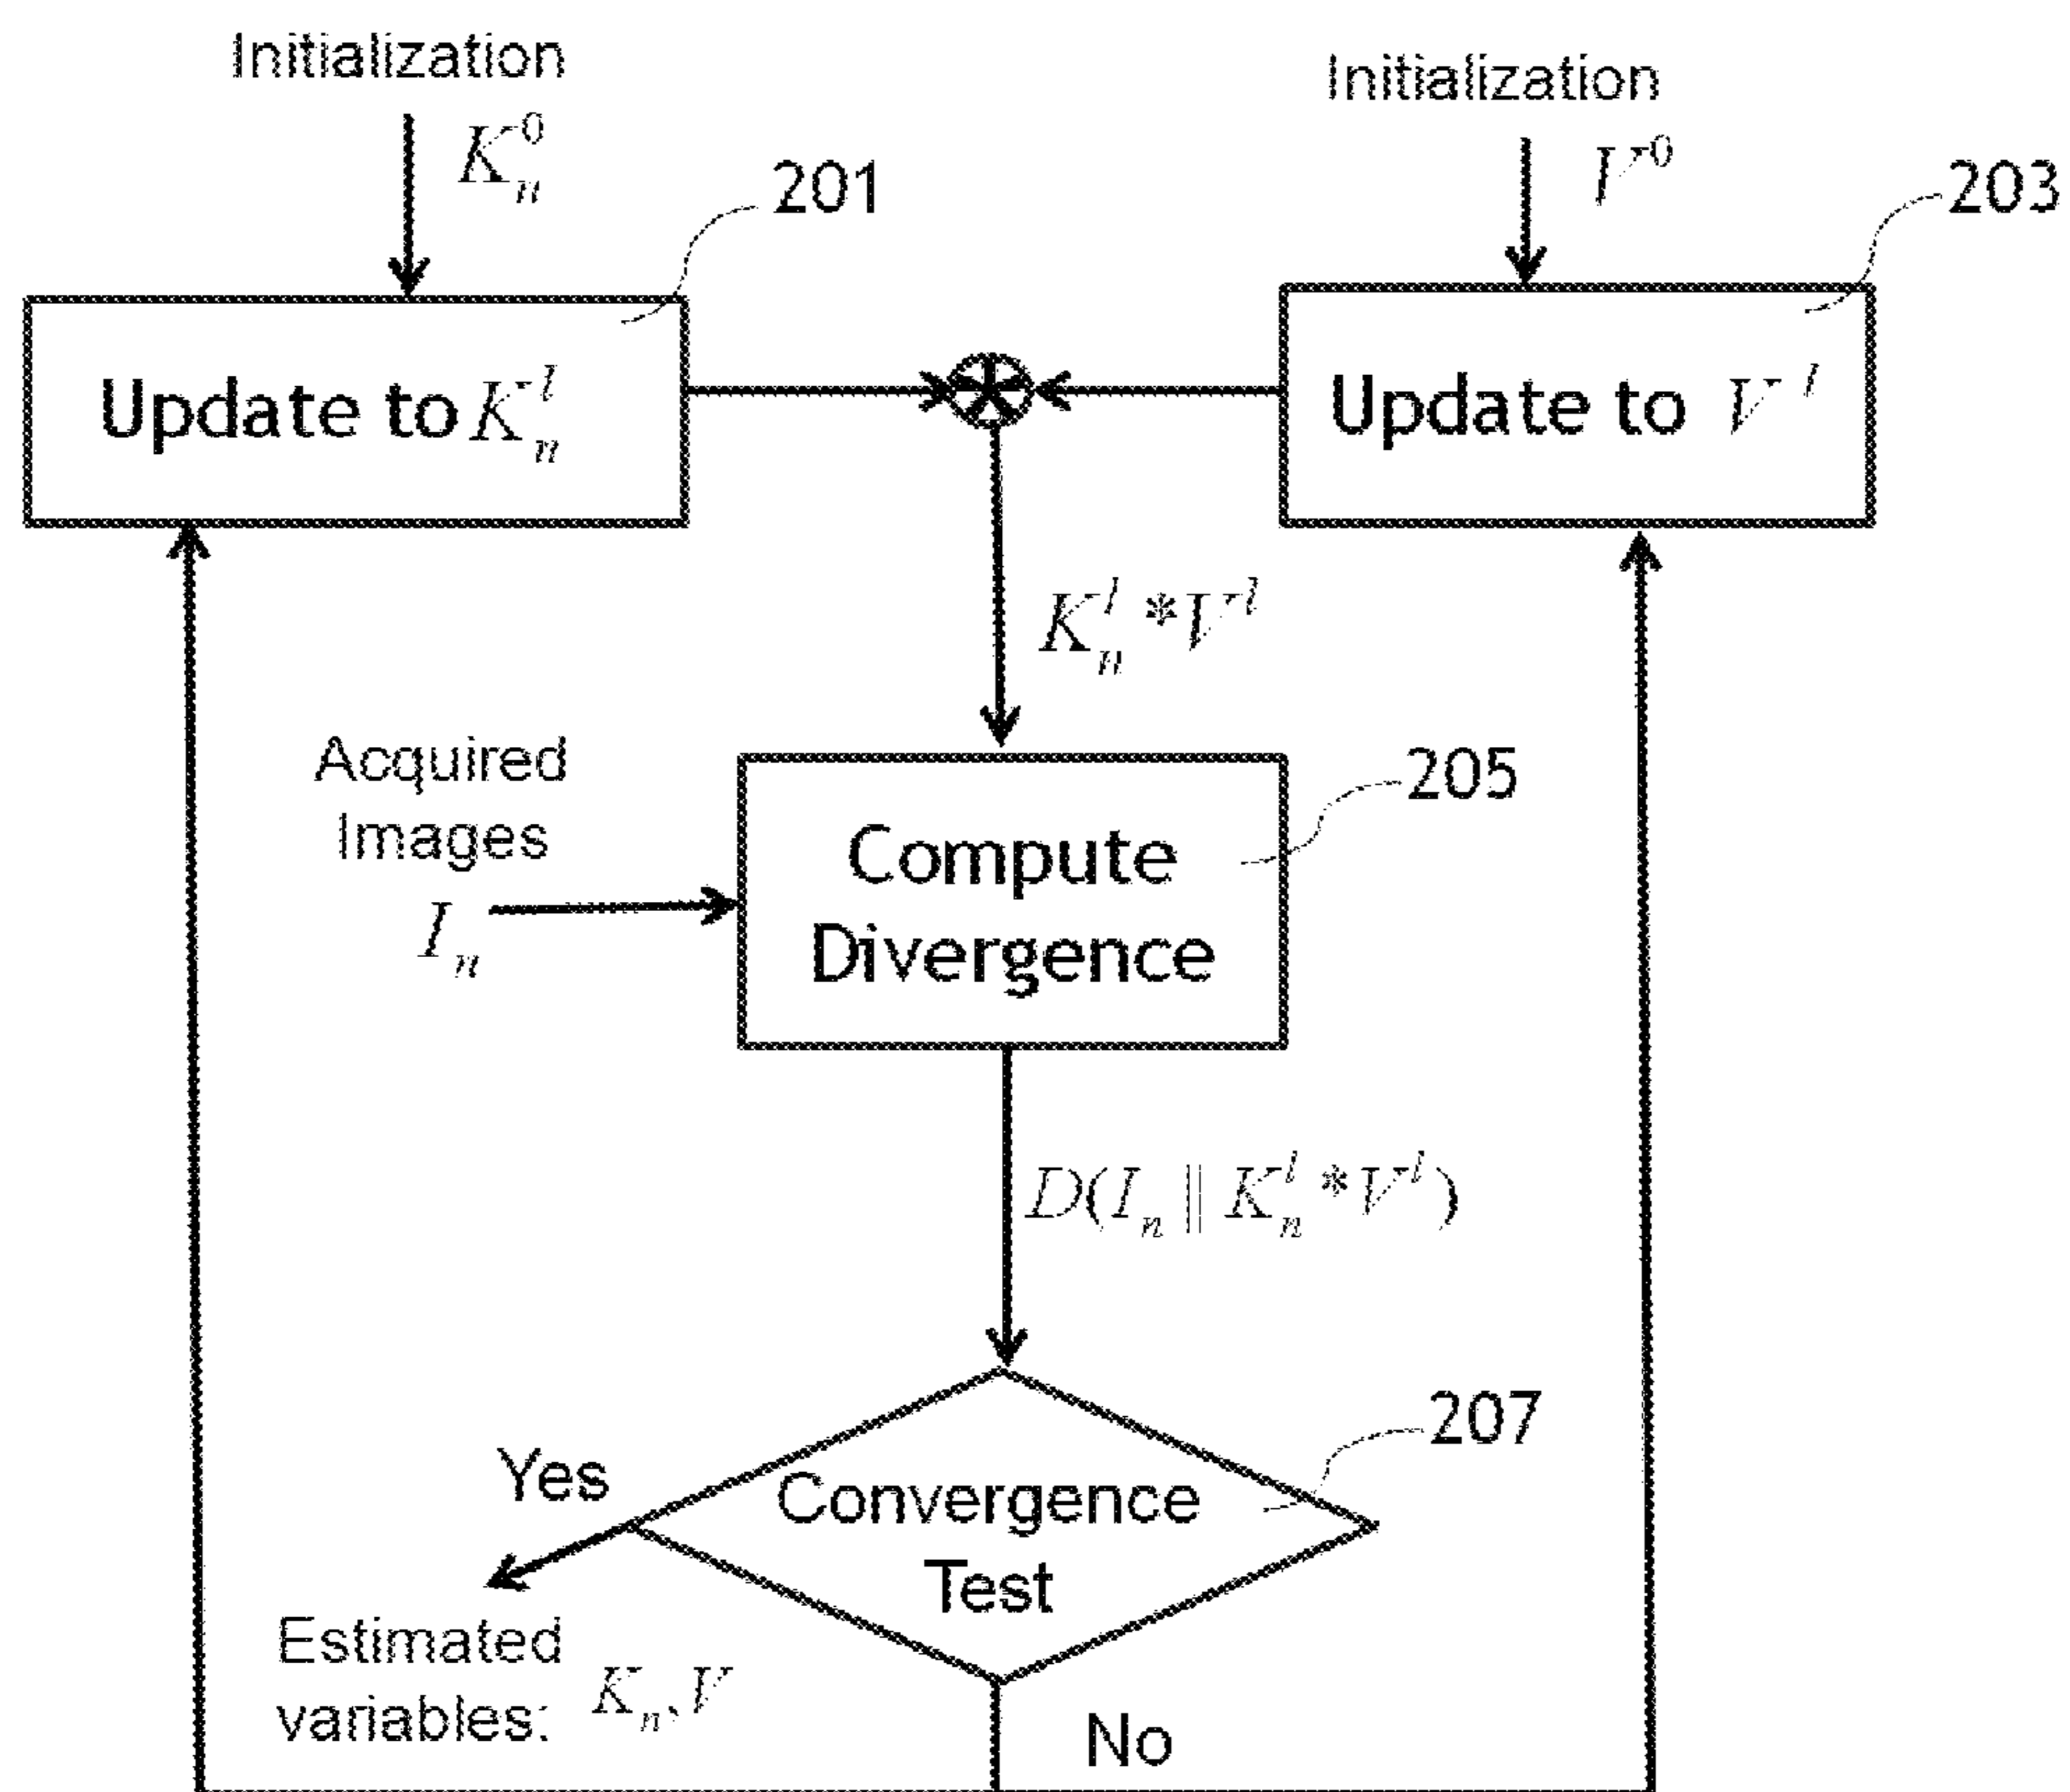 Initialization
K_n^0
201
Initialization
V^0
203
Update to K_n^l
*
Update to V^l
K_n^l * V^l
Acquired
Images
I_n
205
Compute
Divergence
D(I_n || K_n^l * V^l)
207
Convergence
Test
Yes
Estimated
variables: K_n, V
No